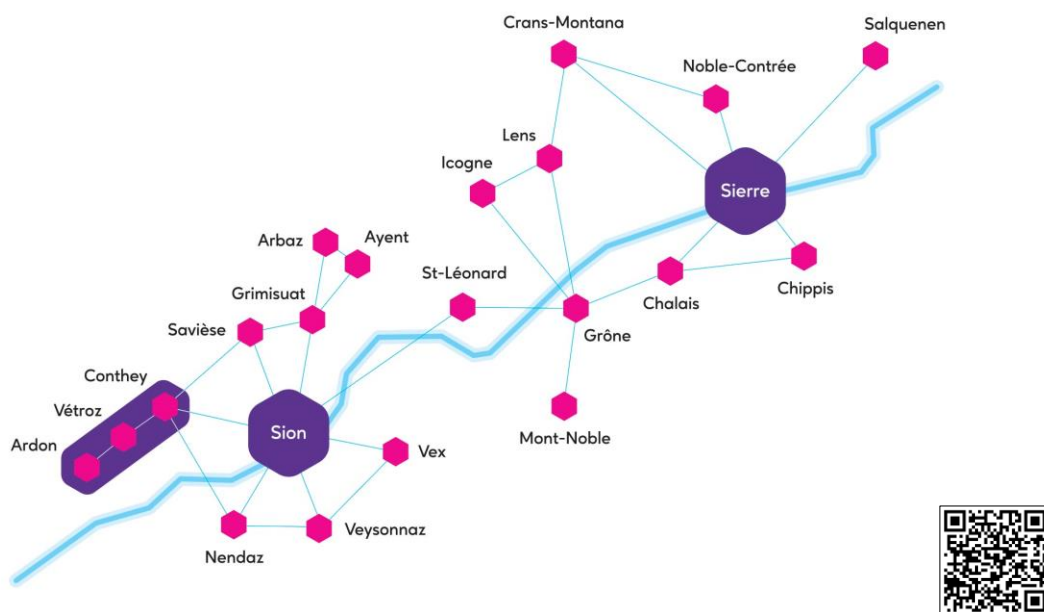 Crans-Montana
Salquenen
Noble-Contrée
Lens
Icogne
Sierre
Arbaz
Ayent
St-Léonard
Chippis
Grimisuat
Chalais
Savièse
Grône
Conthey
Vétroz
Sion
Mont-Noble
Ardon
Vex
Veysonnaz
Nendaz